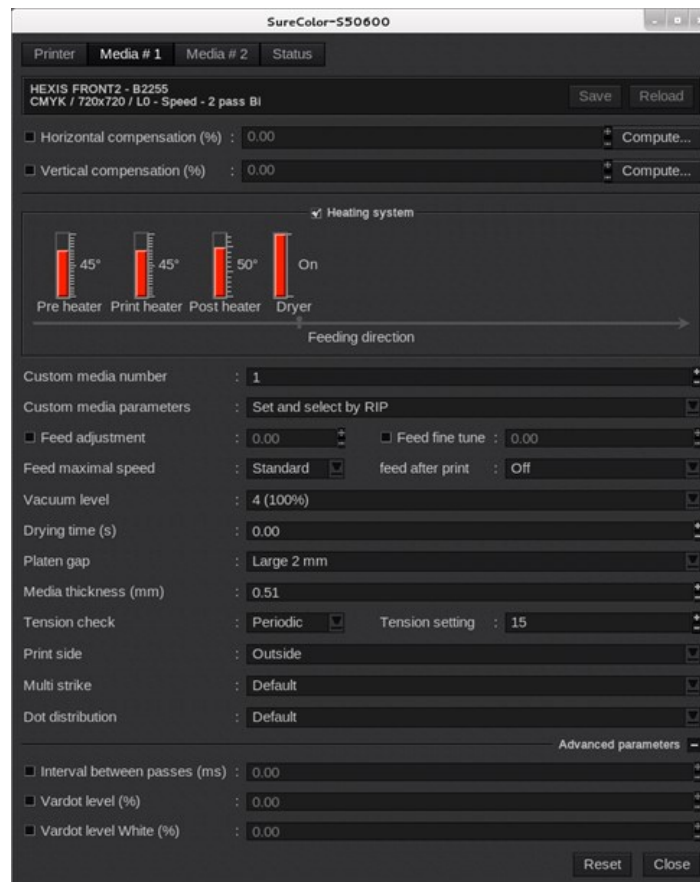 SureColor-S50600
Printer Media # 1 Media # 2 Status
HEXIS FRONT2 - B2255
CMYK / 720x720 / L0 - Speed - 2 pass Bi
Save Reload
Horizontal compensation (%) : 0.00 Compute...
Vertical compensation (%) : 0.00 Compute...
Heating system
45° 45° 50° On
Pre heater Print heater Post heater Dryer
Feeding direction
Custom media number : 1
Custom media parameters : Set and select by RIP
Feed adjustment : 0.00 Feed fine tune : 0.00
Feed maximal speed : Standard feed after print : Off
Vacuum level : 4 (100%)
Drying time (s) : 0.00
Platen gap : Large 2 mm
Media thickness (mm) : 0.51
Tension check : Periodic Tension setting : 15
Print side : Outside
Multi strike : Default
Dot distribution : Default
Advanced parameters
Interval between passes (ms) : 0.00
Vardot level (%) : 0.00
Vardot level White (%) : 0.00
Reset Close